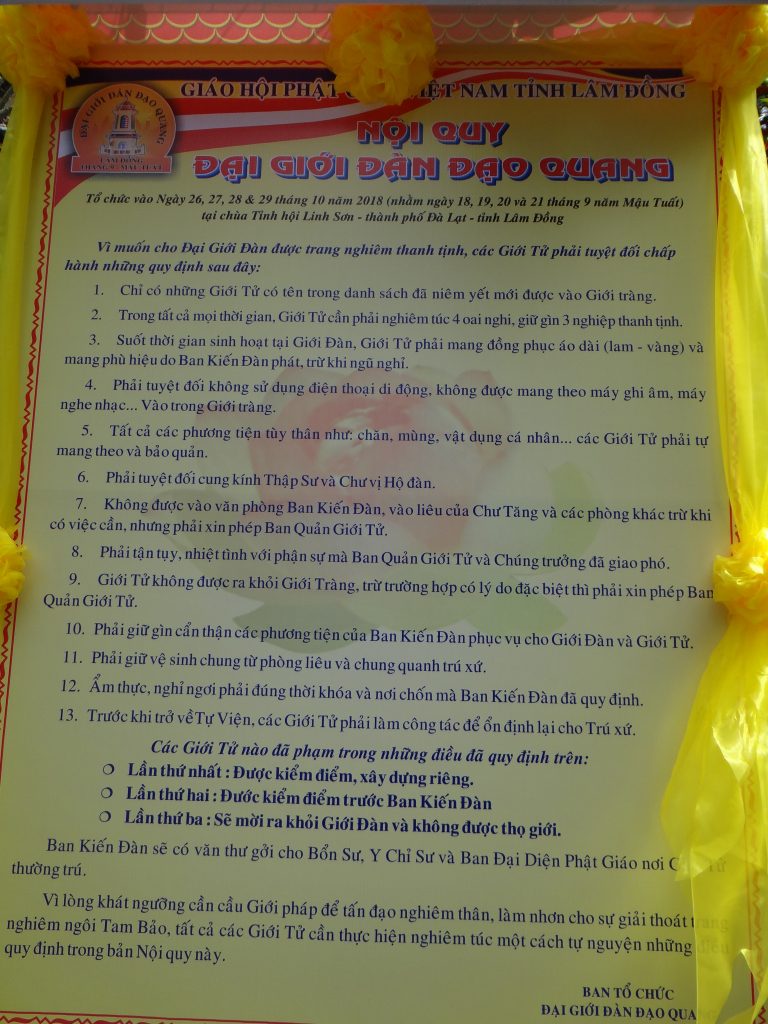 GIÁO HỘI PHẬT VIỆT NAM TỈNH LÂM ĐỒNG
ĐẠI GIỚI ĐÀN ĐẠO QUANG
LÂM ĐỒNG
THÁNG 9 - MẬU TUẤT
NỘI QUY
ĐẠI GIỚI ĐÀN ĐẠO QUANG
Tổ chức vào Ngày 26, 27, 28 & 29 tháng 10 năm 2018 (nhằm ngày 18, 19, 20 và 21 tháng 9 năm Mậu Tuất)
tại chùa Tỉnh hội Linh Sơn - thành phố Đà Lạt - tỉnh Lâm Đồng
Vì muốn cho Đại Giới Đàn được trang nghiêm thanh tịnh, các Giới Tử phải tuyệt đối chấp
hành những quy định sau đây:
1. Chỉ có những Giới Tử có tên trong danh sách đã niêm yết mới được vào Giới tràng.
2. Trong tất cả mọi thời gian, Giới Tử cần phải nghiêm túc 4 oai nghi, giữ gìn 3 nghiệp thanh tịnh.
3. Suốt thời gian sinh hoạt tại Giới Đàn, Giới Tử phải mang đồng phục áo dài (lam - vàng) và
mang phù hiệu do Ban Kiến Đàn phát, trừ khi ngũ nghỉ.
4. Phải tuyệt đối không sử dụng điện thoại di động, không được mang theo máy ghi âm, máy
nghe nhạc... Vào trong Giới tràng.
5. Tất cả các phương tiện tùy thân như: chăn, mùng, vật dụng cá nhân... các Giới Tử phải tự
mang theo và bảo quản.
6. Phải tuyệt đối cung kính Thập Sư và Chư vị Hộ đàn.
7. Không được vào văn phòng Ban Kiến Đàn, vào liêu của Chư Tăng và các phòng khác trừ khi
có việc cần, nhưng phải xin phép Ban Quản Giới Tử.
8. Phải tận tụy, nhiệt tình với phận sự mà Ban Quản Giới Tử và Chúng trưởng đã giao phó.
9. Giới Tử không được ra khỏi Giới Tràng, trừ trường hợp có lý do đặc biệt thì phải xin phép Ban
Quản Giới Tử.
10. Phải giữ gìn cẩn thận các phương tiện của Ban Kiến Đàn phục vụ cho Giới Đàn và Giới Tử.
11. Phải giữ vệ sinh chung từ phòng liêu và chung quanh trú xứ.
12. Ẩm thực, nghỉ ngơi phải đúng thời khóa và nơi chốn mà Ban Kiến Đàn đã quy định.
13. Trước khi trở về Tự Viện, các Giới Tử phải làm công tác để ổn định lại cho Trú xứ.
Các Giới Tử nào đã phạm trong những điều đã quy định trên:
❍ Lần thứ nhất : Được kiểm điểm, xây dựng riêng.
❍ Lần thứ hai : Đước kiểm điểm trước Ban Kiến Đàn
❍ Lần thứ ba : Sẽ mời ra khỏi Giới Đàn và không được thọ giới.
Ban Kiến Đàn sẽ có văn thư gởi cho Bổn Sư, Y Chỉ Sư và Ban Đại Diện Phật Giáo nơi
thường trú.
Vì lòng khát ngưỡng cần cầu Giới pháp để tấn đạo nghiêm thân, làm nhơn cho sự giải thoát trang
nghiêm ngôi Tam Bảo, tất cả các Giới Tử cần thực hiện nghiêm túc một cách tự nguyện những điều
quy định trong bản Nội quy này.
BAN TỔ CHỨC
ĐẠI GIỚI ĐÀN ĐẠO QUANG